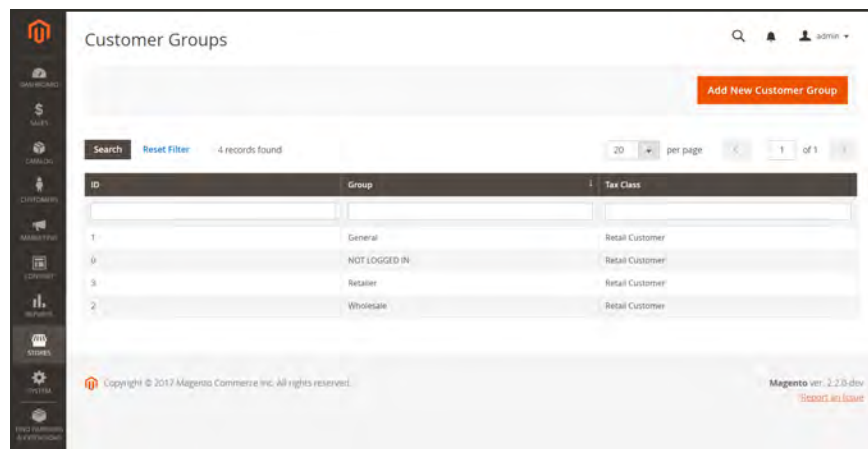 Customer Groups
admin
Add New Customer Group
Search Reset Filter 4 records found 20 per page 1 of 1
ID Group Tax Class
1 General Retail Customer
0 NOT LOGGED IN Retail Customer
3 Retailer Retail Customer
2 Wholesale Retail Customer
DASHBOARD
SALES
CATALOG
CUSTOMERS
MARKETING
CONTENT
REPORTS
STORES
SYSTEM
FIND PARTNERS
& EXTENSIONS
Copyright © 2017 Magento Commerce Inc. All rights reserved.
Magento ver. 2.2.0-dev
Report an Issue